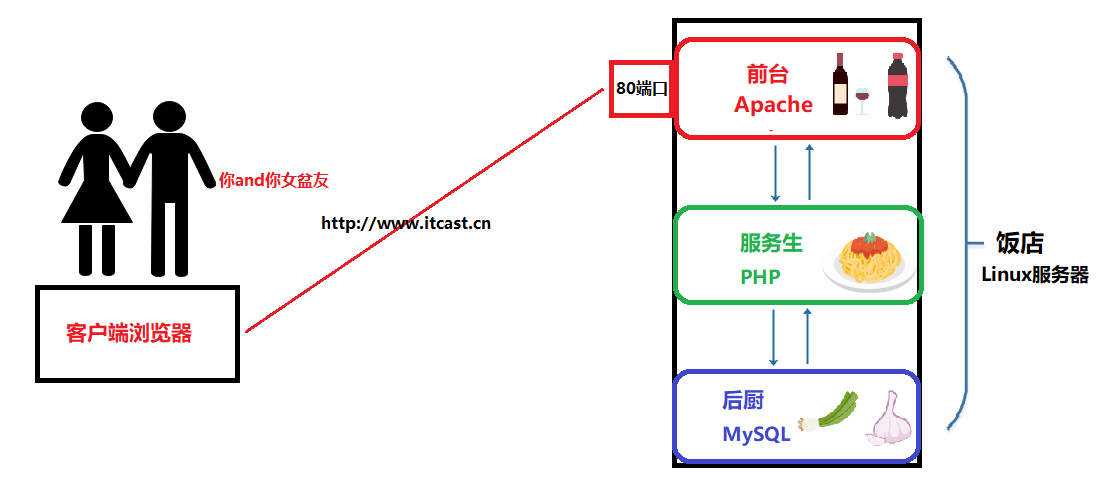 你and你女盆友
客户端浏览器
http://www.itcast.cn
80端口
前台
Apache
服务生
PHP
后厨
MySQL
饭店
Linux服务器